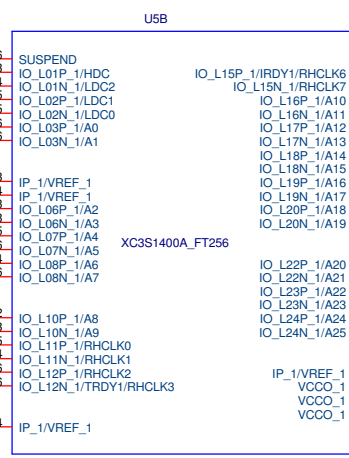 U5B
SUSPEND
IO_L01P_1/HDC
IO_L01N_1/LDC2
IO_L02P_1/LDC1
IO_L02N_1/LDC0
IO_L03P_1/A0
IO_L03N_1/A1
IP_1/VREF_1
IP_1/VREF_1
IO_L06P_1/A2
IO_L06N_1/A3
IO_L07P_1/A4
IO_L07N_1/A5
IO_L08P_1/A6
IO_L08N_1/A7
IO_L10P_1/A8
IO_L10N_1/A9
IO_L11P_1/RHCLK0
IO_L11N_1/RHCLK1
IO_L12P_1/RHCLK2
IO_L12N_1/TRDY1/RHCLK3
IP_1/VREF_1
XC3S1400A_FT256
IO_L15P_1/IRDY1/RHCLK6
IO_L15N_1/RHCLK7
IO_L16P_1/A10
IO_L16N_1/A11
IO_L17P_1/A12
IO_L17N_1/A13
IO_L18P_1/A14
IO_L18N_1/A15
IO_L19P_1/A16
IO_L19N_1/A17
IO_L20P_1/A18
IO_L20N_1/A19
IO_L22P_1/A20
IO_L22N_1/A21
IO_L23P_1/A22
IO_L23N_1/A23
IO_L24P_1/A24
IO_L24N_1/A25
IP_1/VREF_1
VCCO_1
VCCO_1
VCCO_1